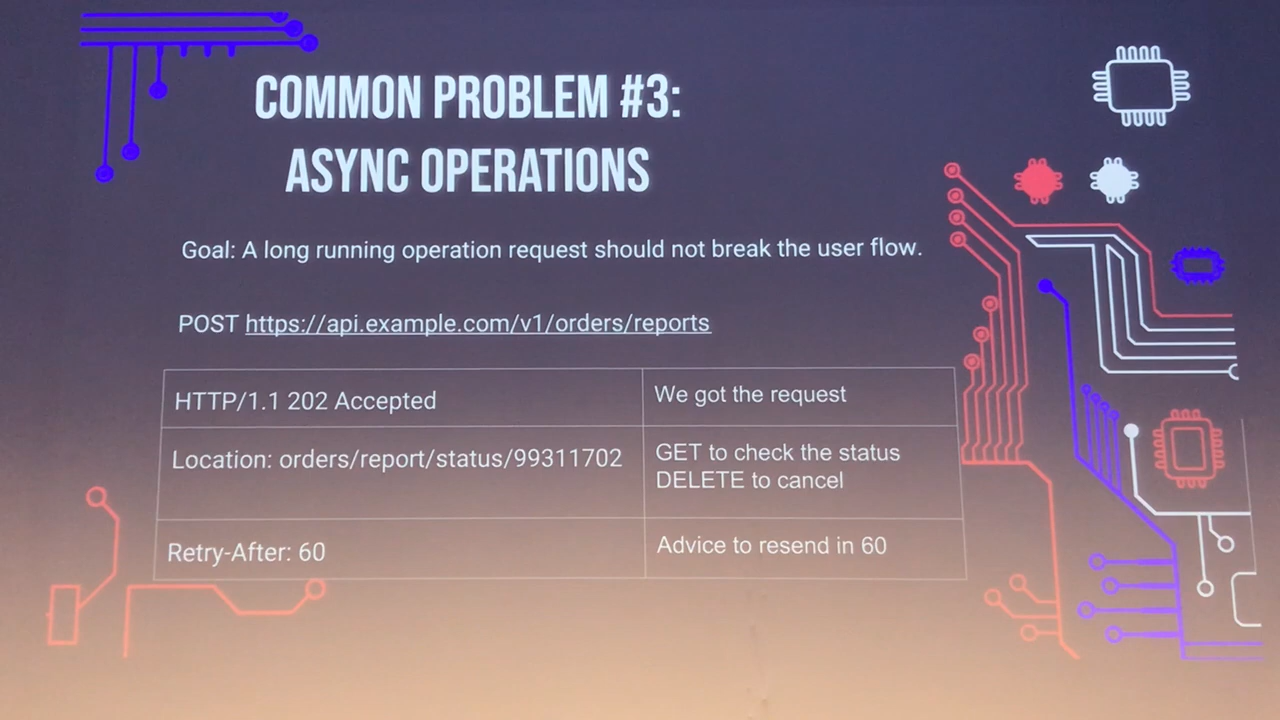 COMMON PROBLEM #3:
ASYNC OPERATIONS
Goal: A long running operation request should not break the user flow.
POST https://api.example.com/v1/orders/reports
HTTP/1.1 202 Accepted
We got the request
Location: orders/report/status/99311702
GET to check the status
DELETE to cancel
Retry-After: 60
Advice to resend in 60